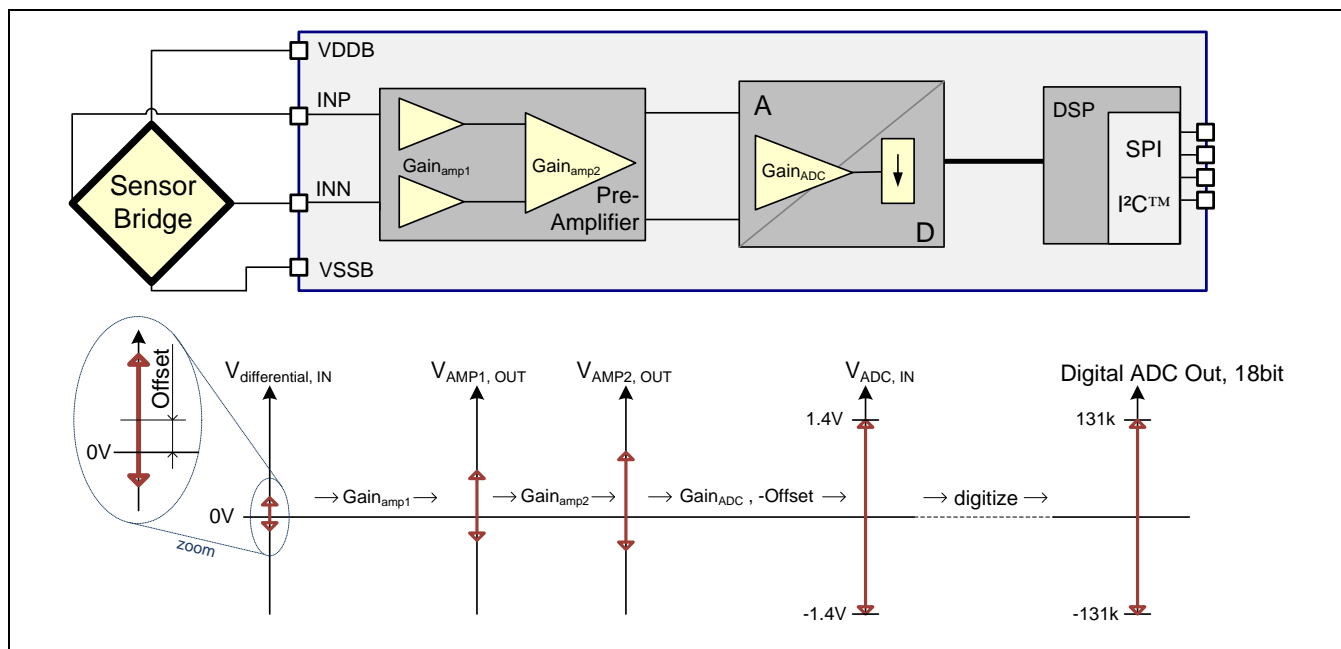 VDDB
INP
INN
VSSB
Sensor
Bridge
Gainamp1
Gainamp2
Pre-
Amplifier
A
GainADC
D
DSP
SPI
I²C™
Offset
0V
zoom
Vdifferential, IN
0V
VAMP1, OUT
VAMP2, OUT
VADC, IN
1.4V
-1.4V
Digital ADC Out, 18bit
131k
-131k
→ Gainamp1 →
→ Gainamp2 →
→ GainADC , -Offset →
→ digitize →